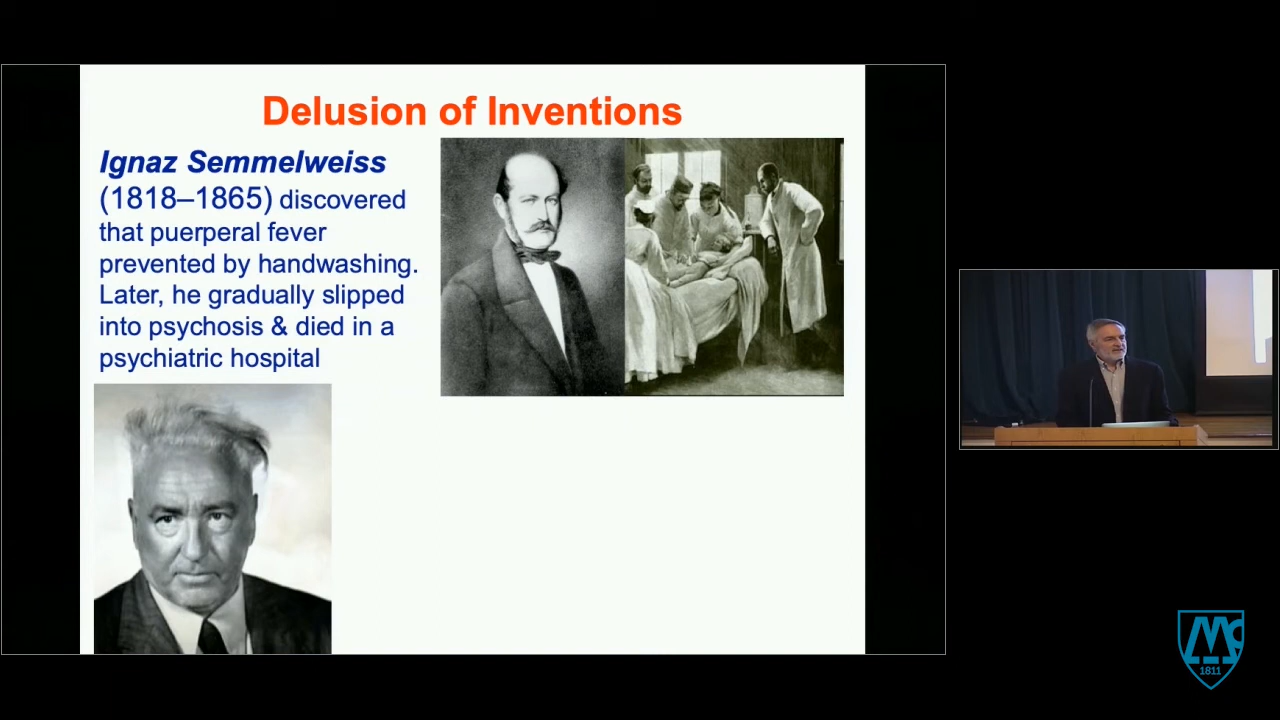 Delusion of Inventions
Ignaz Semmelweiss
(1818–1865) discovered
that puerperal fever
prevented by handwashing.
Later, he gradually slipped
into psychosis & died in a
psychiatric hospital
Mc
1811